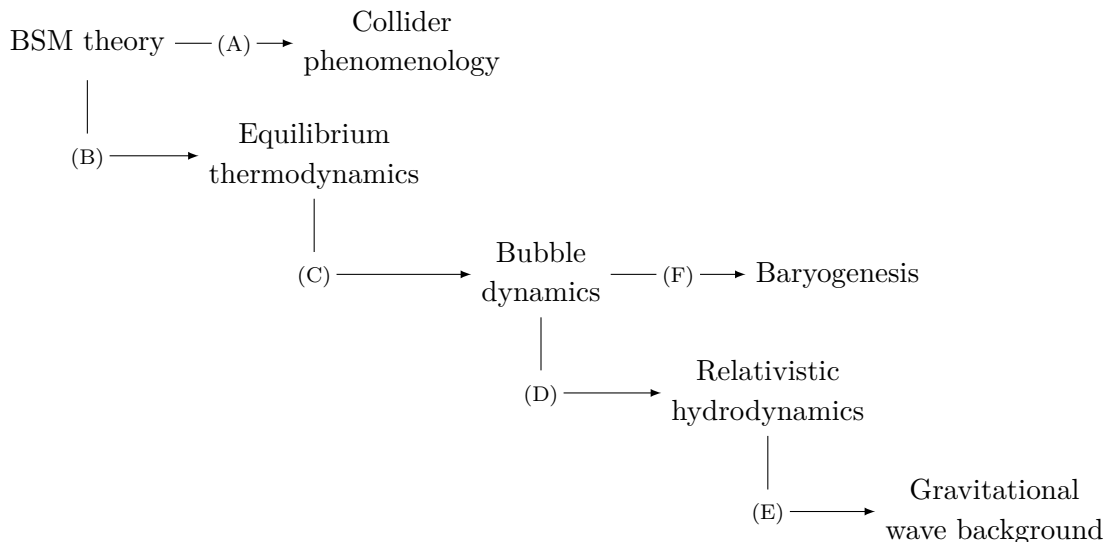 BSM theory
(A)
Collider
phenomenology
(B)
Equilibrium
thermodynamics
(C)
Bubble
dynamics
(F)
Baryogenesis
(D)
Relativistic
hydrodynamics
(E)
Gravitational
wave background